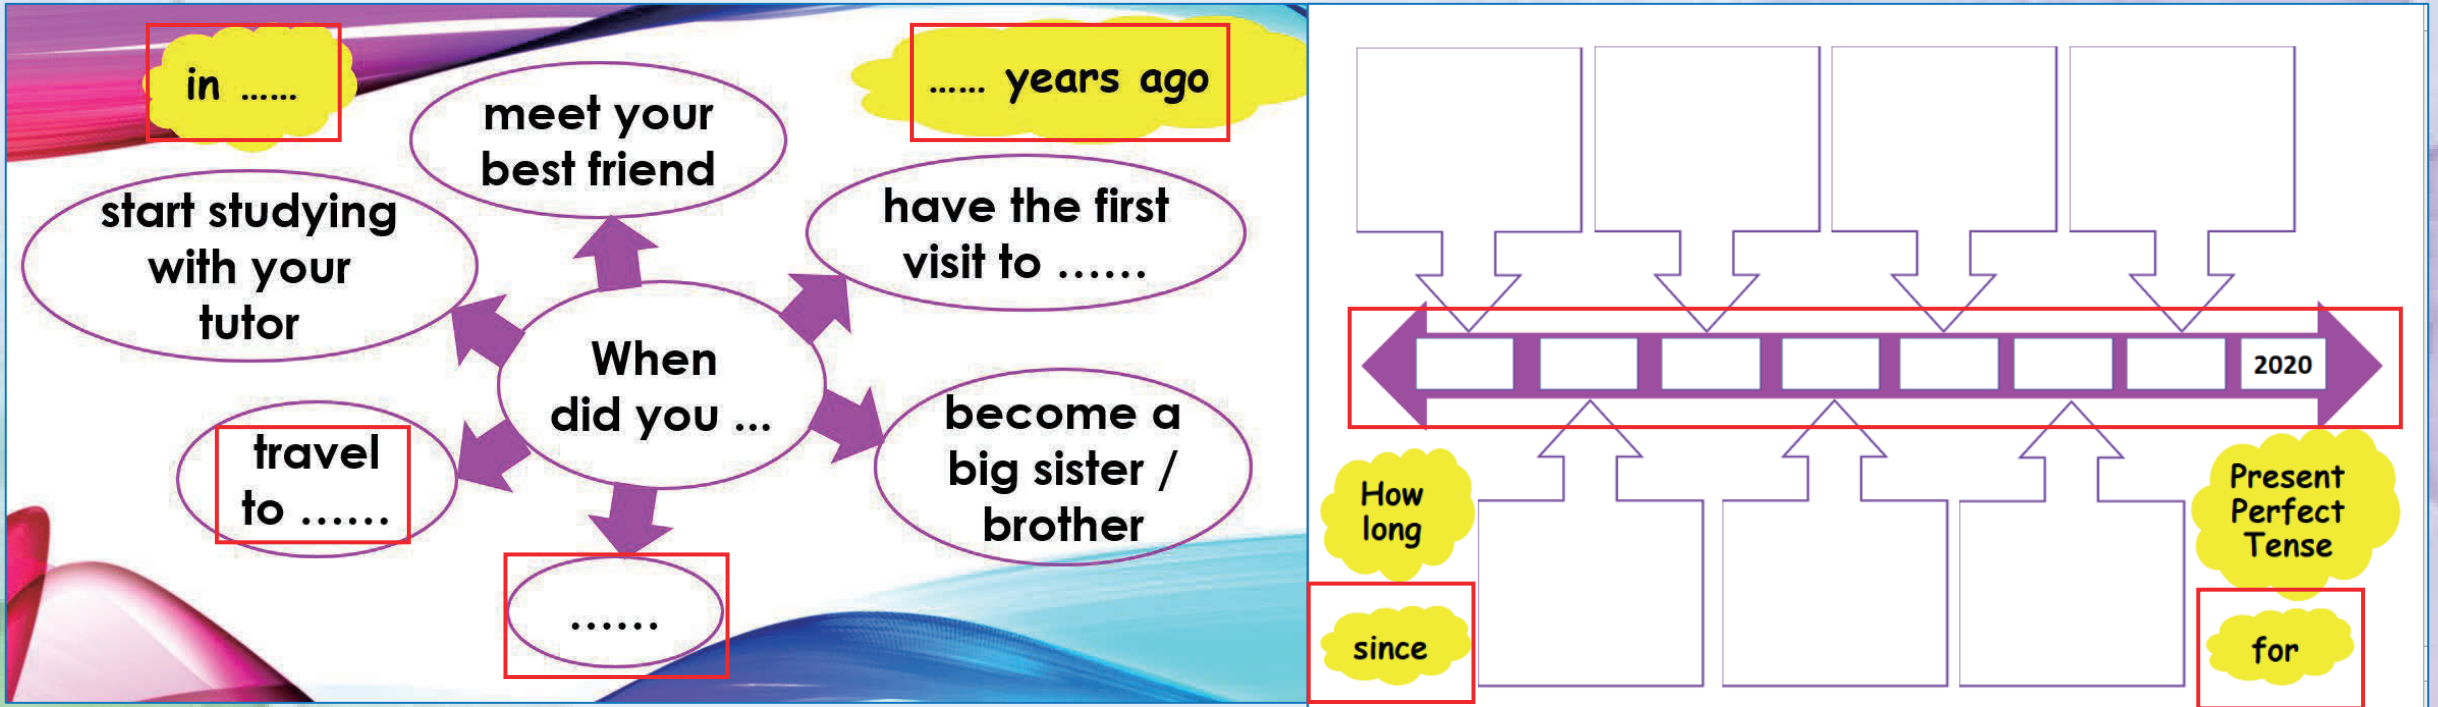 in ......
...... years ago
meet your
best friend
start studying
with your
tutor
have the first
visit to ......
When
did you ...
travel
to ......
become a
big sister /
brother
......
2020
How
long
Present
Perfect
Tense
since
for